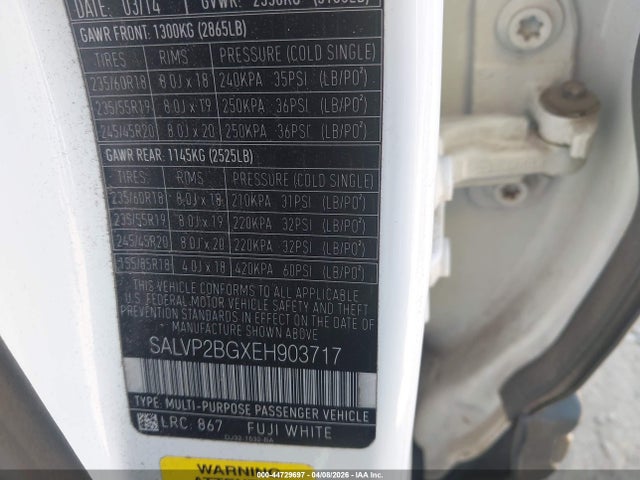 DATE: 03/14 GVWR:
GAWR FRONT: 1300KG (2865LB)
TIRES RIMS PRESSURE (COLD SINGLE)
235/60R18 8.0J x 18 240KPA 35PSI (LB/PO²)
235/55R19 8.0J x 19 250KPA 36PSI (LB/PO²)
245/45R20 8.0J x 20 250KPA 36PSI (LB/PO²)
GAWR REAR: 1145KG (2525LB)
TIRES RIMS PRESSURE (COLD SINGLE)
235/60R18 8.0J x 18 210KPA 31PSI (LB/PO²)
235/55R19 8.0J x 19 220KPA 32PSI (LB/PO²)
245/45R20 8.0J x 20 220KPA 32PSI (LB/PO²)
155/85R18 4.0J x 18 420KPA 60PSI (LB/PO²)
THIS VEHICLE CONFORMS TO ALL APPLICABLE
U.S. FEDERAL MOTOR VEHICLE SAFETY, AND THEFT
PREVENTION STANDARDS IN EFFECT ON THE DATE OF
MANUFACTURE SHOWN ABOVE
SALVP2BGXEH903717
TYPE: MULTI-PURPOSE PASSENGER VEHICLE
LRC: 867 FUJI WHITE
WARNING
000-44729697 - 04/08/2026 - IAAI.COM